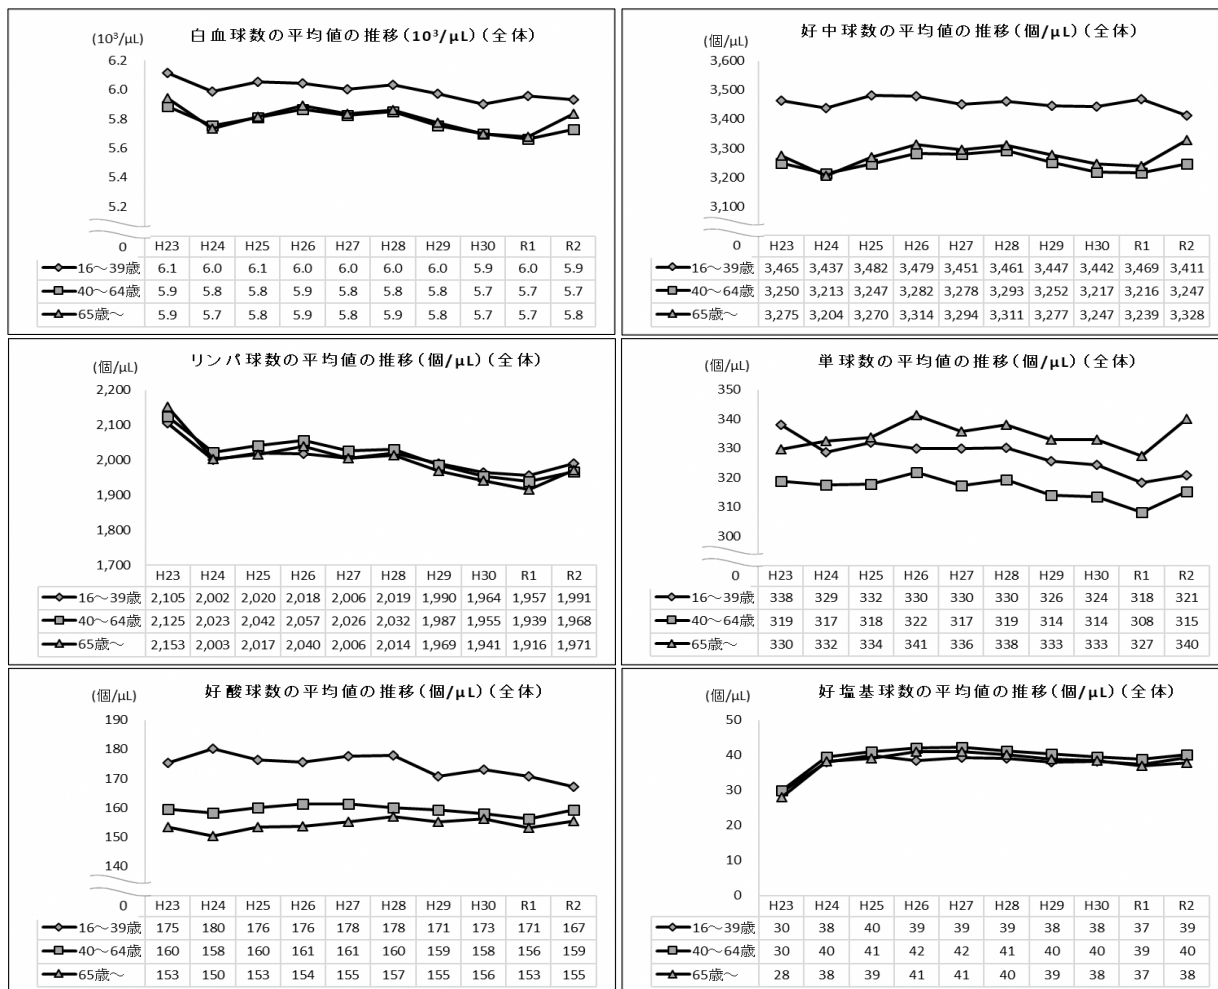 白血球数の平均値の推移(10³/μL)(全体)
(10³/μL)
6.2
6.0
5.8
5.6
5.4
5.2
0
H23 H24 H25 H26 H27 H28 H29 H30 R1 R2
16～39歳 6.1 6.0 6.1 6.0 6.0 6.0 6.0 5.9 6.0 5.9
40～64歳 5.9 5.8 5.8 5.9 5.8 5.8 5.8 5.7 5.7 5.7
65歳～ 5.9 5.7 5.8 5.9 5.8 5.9 5.8 5.7 5.7 5.8
好中球数の平均値の推移(個/μL)(全体)
(個/μL)
3,600
3,500
3,400
3,300
3,200
3,100
0
H23 H24 H25 H26 H27 H28 H29 H30 R1 R2
16～39歳 3,465 3,437 3,482 3,479 3,451 3,461 3,447 3,442 3,469 3,411
40～64歳 3,250 3,213 3,247 3,282 3,278 3,293 3,252 3,217 3,216 3,247
65歳～ 3,275 3,204 3,270 3,314 3,294 3,311 3,277 3,247 3,239 3,328
リンパ球数の平均値の推移(個/μL)(全体)
(個/μL)
2,200
2,100
2,000
1,900
1,800
1,700
H23 H24 H25 H26 H27 H28 H29 H30 R1 R2
16～39歳 2,105 2,002 2,020 2,018 2,006 2,019 1,990 1,964 1,957 1,991
40～64歳 2,125 2,023 2,042 2,057 2,026 2,032 1,987 1,955 1,939 1,968
65歳～ 2,153 2,003 2,017 2,040 2,006 2,014 1,969 1,941 1,916 1,971
単球数の平均値の推移(個/μL)(全体)
(個/μL)
350
340
330
320
310
300
0
H23 H24 H25 H26 H27 H28 H29 H30 R1 R2
16～39歳 338 329 332 330 330 330 326 324 318 321
40～64歳 319 317 318 322 317 319 314 314 308 315
65歳～ 330 332 334 341 336 338 333 333 327 340
好酸球数の平均値の推移(個/μL)(全体)
(個/μL)
190
180
170
160
150
140
0
H23 H24 H25 H26 H27 H28 H29 H30 R1 R2
16～39歳 175 180 176 176 178 178 171 173 171 167
40～64歳 160 158 160 161 161 160 159 158 156 159
65歳～ 153 150 153 154 155 157 155 156 153 155
好塩基球数の平均値の推移(個/μL)(全体)
(個/μL)
50
40
30
20
10
0
H23 H24 H25 H26 H27 H28 H29 H30 R1 R2
16～39歳 30 38 40 39 39 39 38 38 37 39
40～64歳 30 40 41 42 42 41 40 40 39 40
65歳～ 28 38 39 41 41 40 39 38 37 38